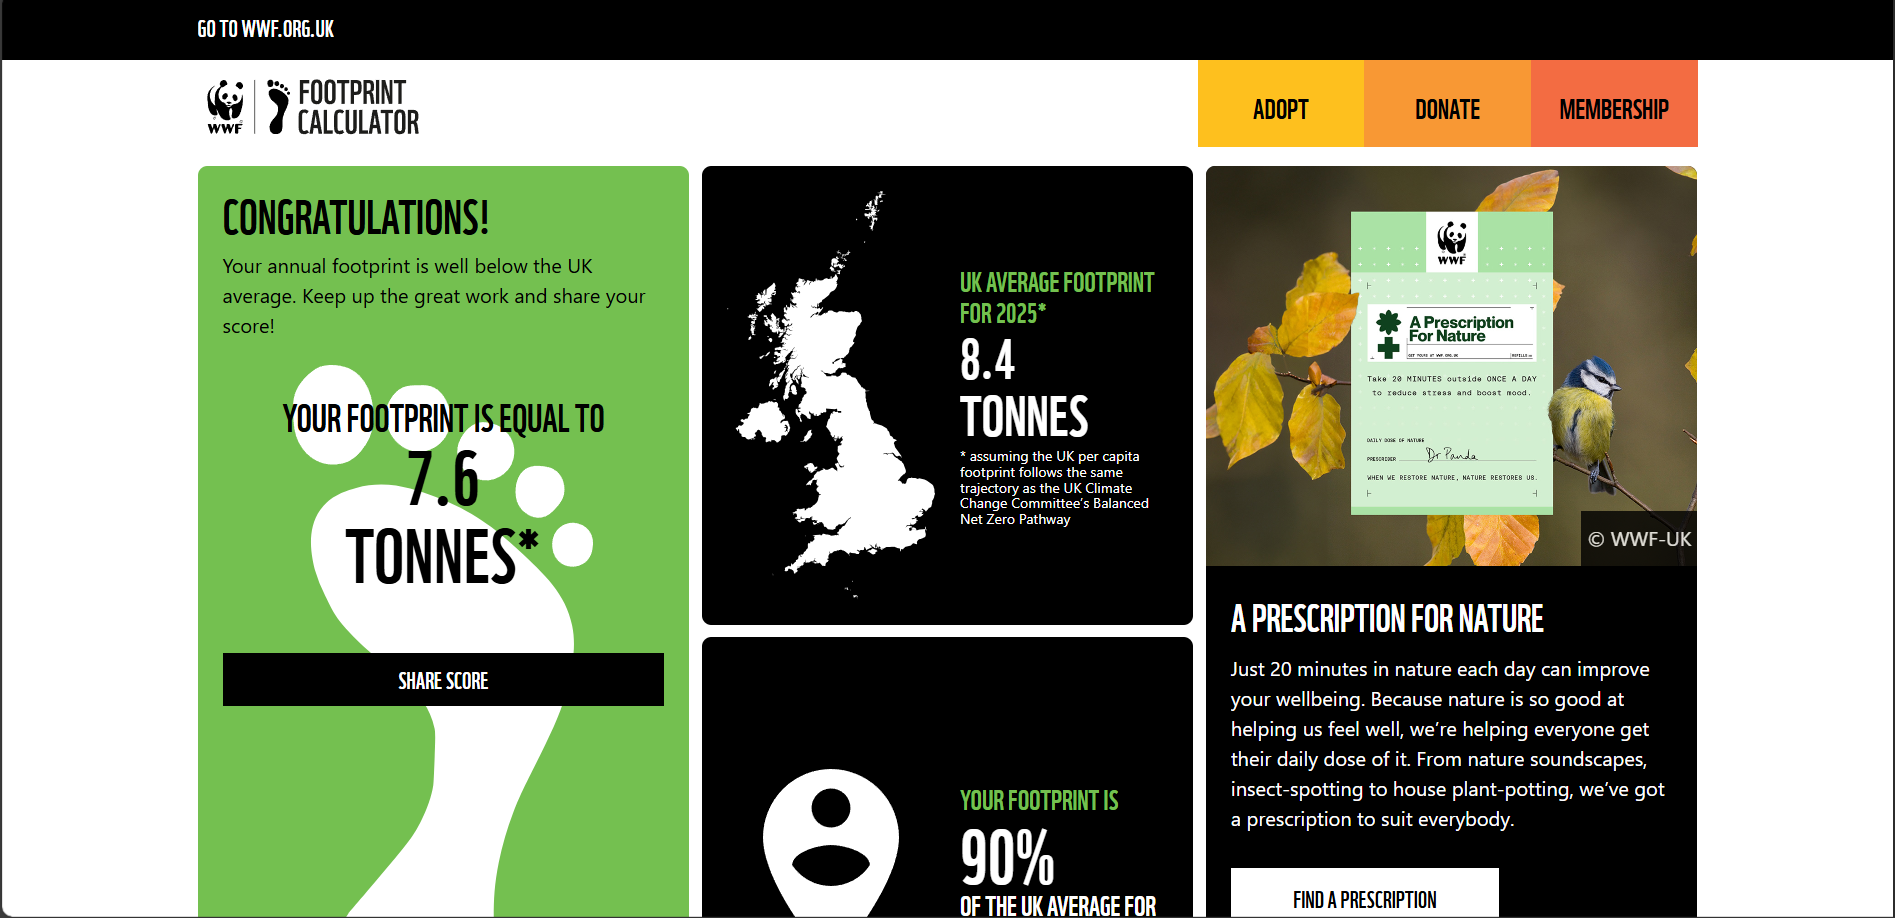 GO TO WWF.ORG.UK
WWF
FOOTPRINT
CALCULATOR
ADOPT
DONATE
MEMBERSHIP
CONGRATULATIONS!
Your annual footprint is well below the UK
average. Keep up the great work and share your
score!
YOUR FOOTPRINT IS EQUAL TO
7.6
TONNES*
SHARE SCORE
UK AVERAGE FOOTPRINT
FOR 2025*
8.4
TONNES
* assuming the UK per capita
footprint follows the same
trajectory as the UK Climate
Change Committee's Balanced
Net Zero Pathway
YOUR FOOTPRINT IS
90%
OF THE UK AVERAGE FOR
WWF
A Prescription
For Nature
GET YOURS AT WWF.ORG.UK
Take 20 MINUTES outside ONCE A DAY
to reduce stress and boost mood.
DAILY DOSE OF NATURE
PRESCRIBER Dr Panda
WHEN WE RESTORE NATURE, NATURE RESTORES US.
© WWF-UK
A PRESCRIPTION FOR NATURE
Just 20 minutes in nature each day can improve
your wellbeing. Because nature is so good at
helping us feel well, we’re helping everyone get
their daily dose of it. From nature soundscapes,
insect-spotting to house plant-potting, we’ve got
a prescription to suit everybody.
FIND A PRESCRIPTION